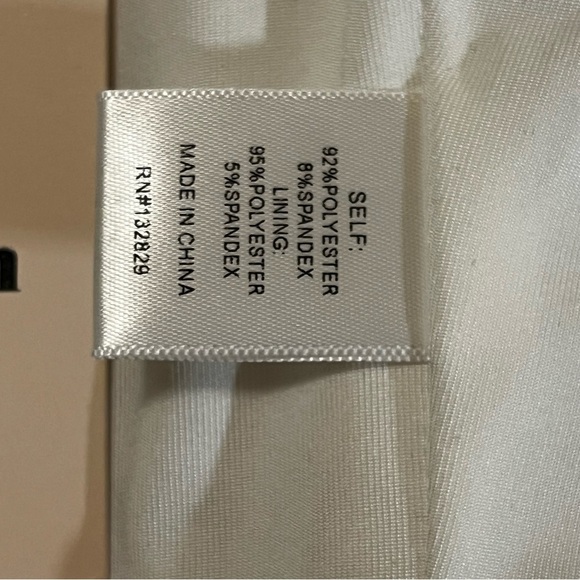 SELF:
92%POLYESTER
8%SPANDEX
LINING:
95%POLYESTER
5%SPANDEX
MADE IN CHINA
RN#132829